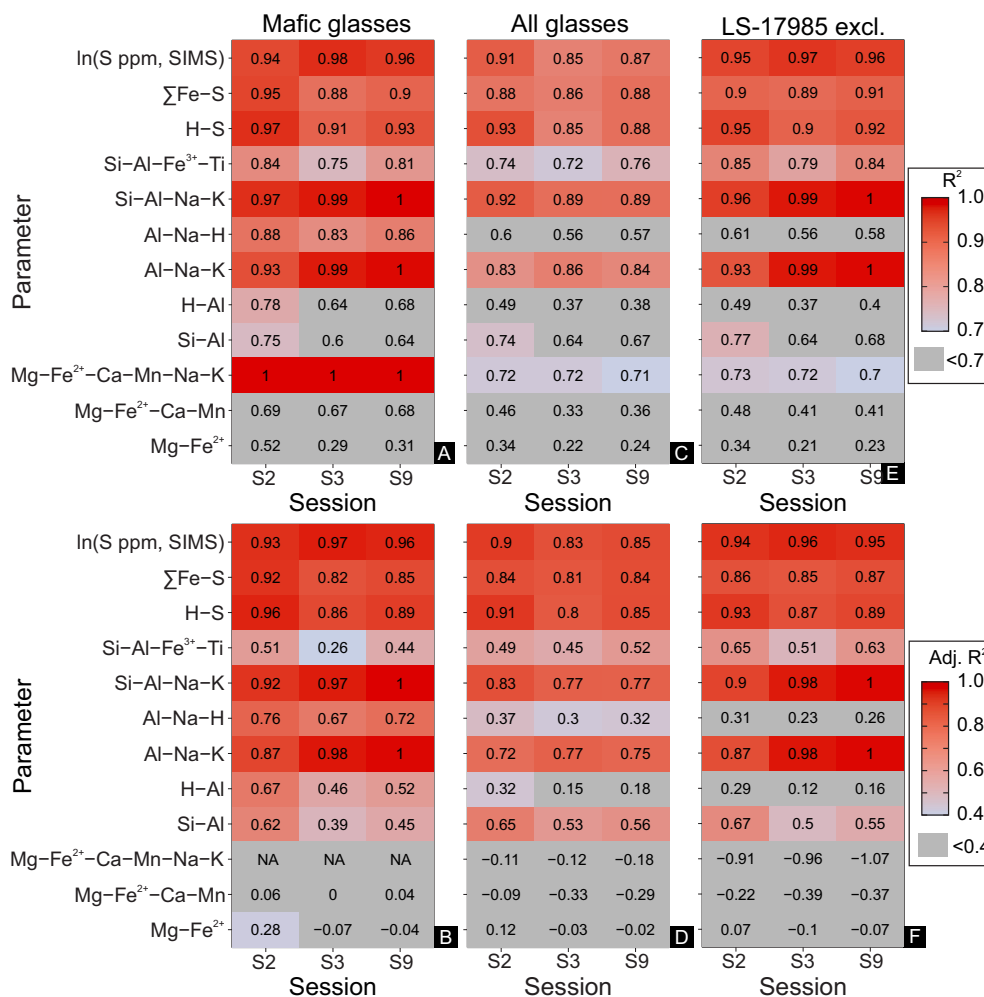 Mafic glasses All glasses LS-17985 excl.
ln(S ppm, SIMS) 0.94 0.98 0.96 0.91 0.85 0.87 0.95 0.97 0.96
∑Fe−S 0.95 0.88 0.9 0.88 0.86 0.88 0.9 0.89 0.91
H−S 0.97 0.91 0.93 0.93 0.85 0.88 0.95 0.9 0.92
Si−Al−Fe³⁺−Ti 0.84 0.75 0.81 0.74 0.72 0.76 0.85 0.79 0.84
Si−Al−Na−K 0.97 0.99 1 0.92 0.89 0.89 0.96 0.99 1
Al−Na−H 0.88 0.83 0.86 0.6 0.56 0.57 0.61 0.56 0.58
Al−Na−K 0.93 0.99 1 0.83 0.86 0.84 0.93 0.99 1
H−Al 0.78 0.64 0.68 0.49 0.37 0.38 0.49 0.37 0.4
Si−Al 0.75 0.6 0.64 0.74 0.64 0.67 0.77 0.64 0.68
Mg−Fe²⁺−Ca−Mn−Na−K 1 1 1 0.72 0.72 0.71 0.73 0.72 0.7
Mg−Fe²⁺−Ca−Mn 0.69 0.67 0.68 0.46 0.33 0.36 0.48 0.41 0.41
Mg−Fe²⁺ 0.52 0.29 0.31 0.34 0.22 0.24 0.34 0.21 0.23
Parameter
A C E
S2 S3 S9 S2 S3 S9 S2 S3 S9
Session Session Session
R²
1.0
0.9
0.8
0.7
<0.7
ln(S ppm, SIMS) 0.93 0.97 0.96 0.9 0.83 0.85 0.94 0.96 0.95
∑Fe−S 0.92 0.82 0.85 0.84 0.81 0.84 0.86 0.85 0.87
H−S 0.96 0.86 0.89 0.91 0.8 0.85 0.93 0.87 0.89
Si−Al−Fe³⁺−Ti 0.51 0.26 0.44 0.49 0.45 0.52 0.65 0.51 0.63
Si−Al−Na−K 0.92 0.97 1 0.83 0.77 0.77 0.9 0.98 1
Al−Na−H 0.76 0.67 0.72 0.37 0.3 0.32 0.31 0.23 0.26
Al−Na−K 0.87 0.98 1 0.72 0.77 0.75 0.87 0.98 1
H−Al 0.67 0.46 0.52 0.32 0.15 0.18 0.29 0.12 0.16
Si−Al 0.62 0.39 0.45 0.65 0.53 0.56 0.67 0.5 0.55
Mg−Fe²⁺−Ca−Mn−Na−K NA NA NA −0.11 −0.12 −0.18 −0.91 −0.96 −1.07
Mg−Fe²⁺−Ca−Mn 0.06 0 0.04 −0.09 −0.33 −0.29 −0.22 −0.39 −0.37
Mg−Fe²⁺ 0.28 −0.07 −0.04 0.12 −0.03 −0.02 0.07 −0.1 −0.07
Parameter
B D F
S2 S3 S9 S2 S3 S9 S2 S3 S9
Session Session Session
Adj. R²
1.0
0.8
0.6
0.4
<0.4